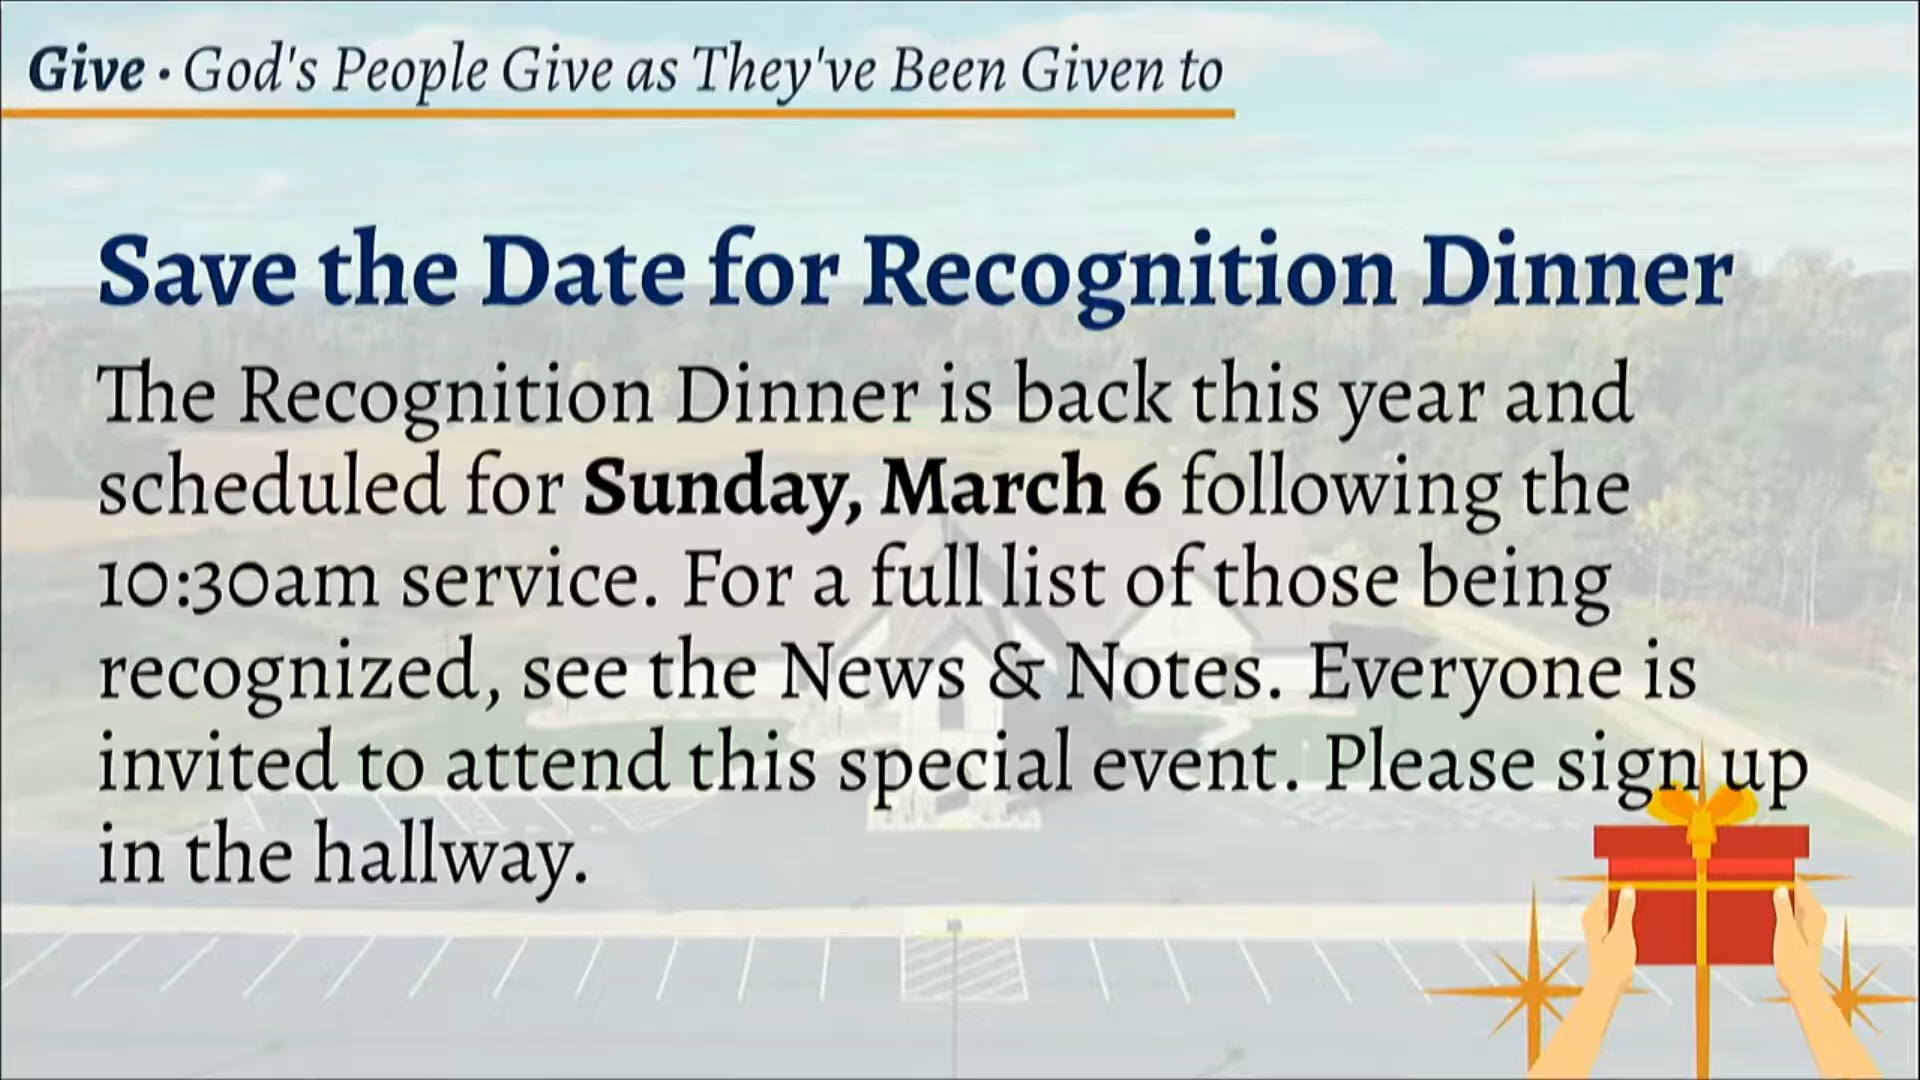 Give · God's People Give as They've Been Given to
Save the Date for Recognition Dinner
The Recognition Dinner is back this year and
scheduled for Sunday, March 6 following the
10:30am service. For a full list of those being
recognized, see the News & Notes. Everyone is
invited to attend this special event. Please sign up
in the hallway.